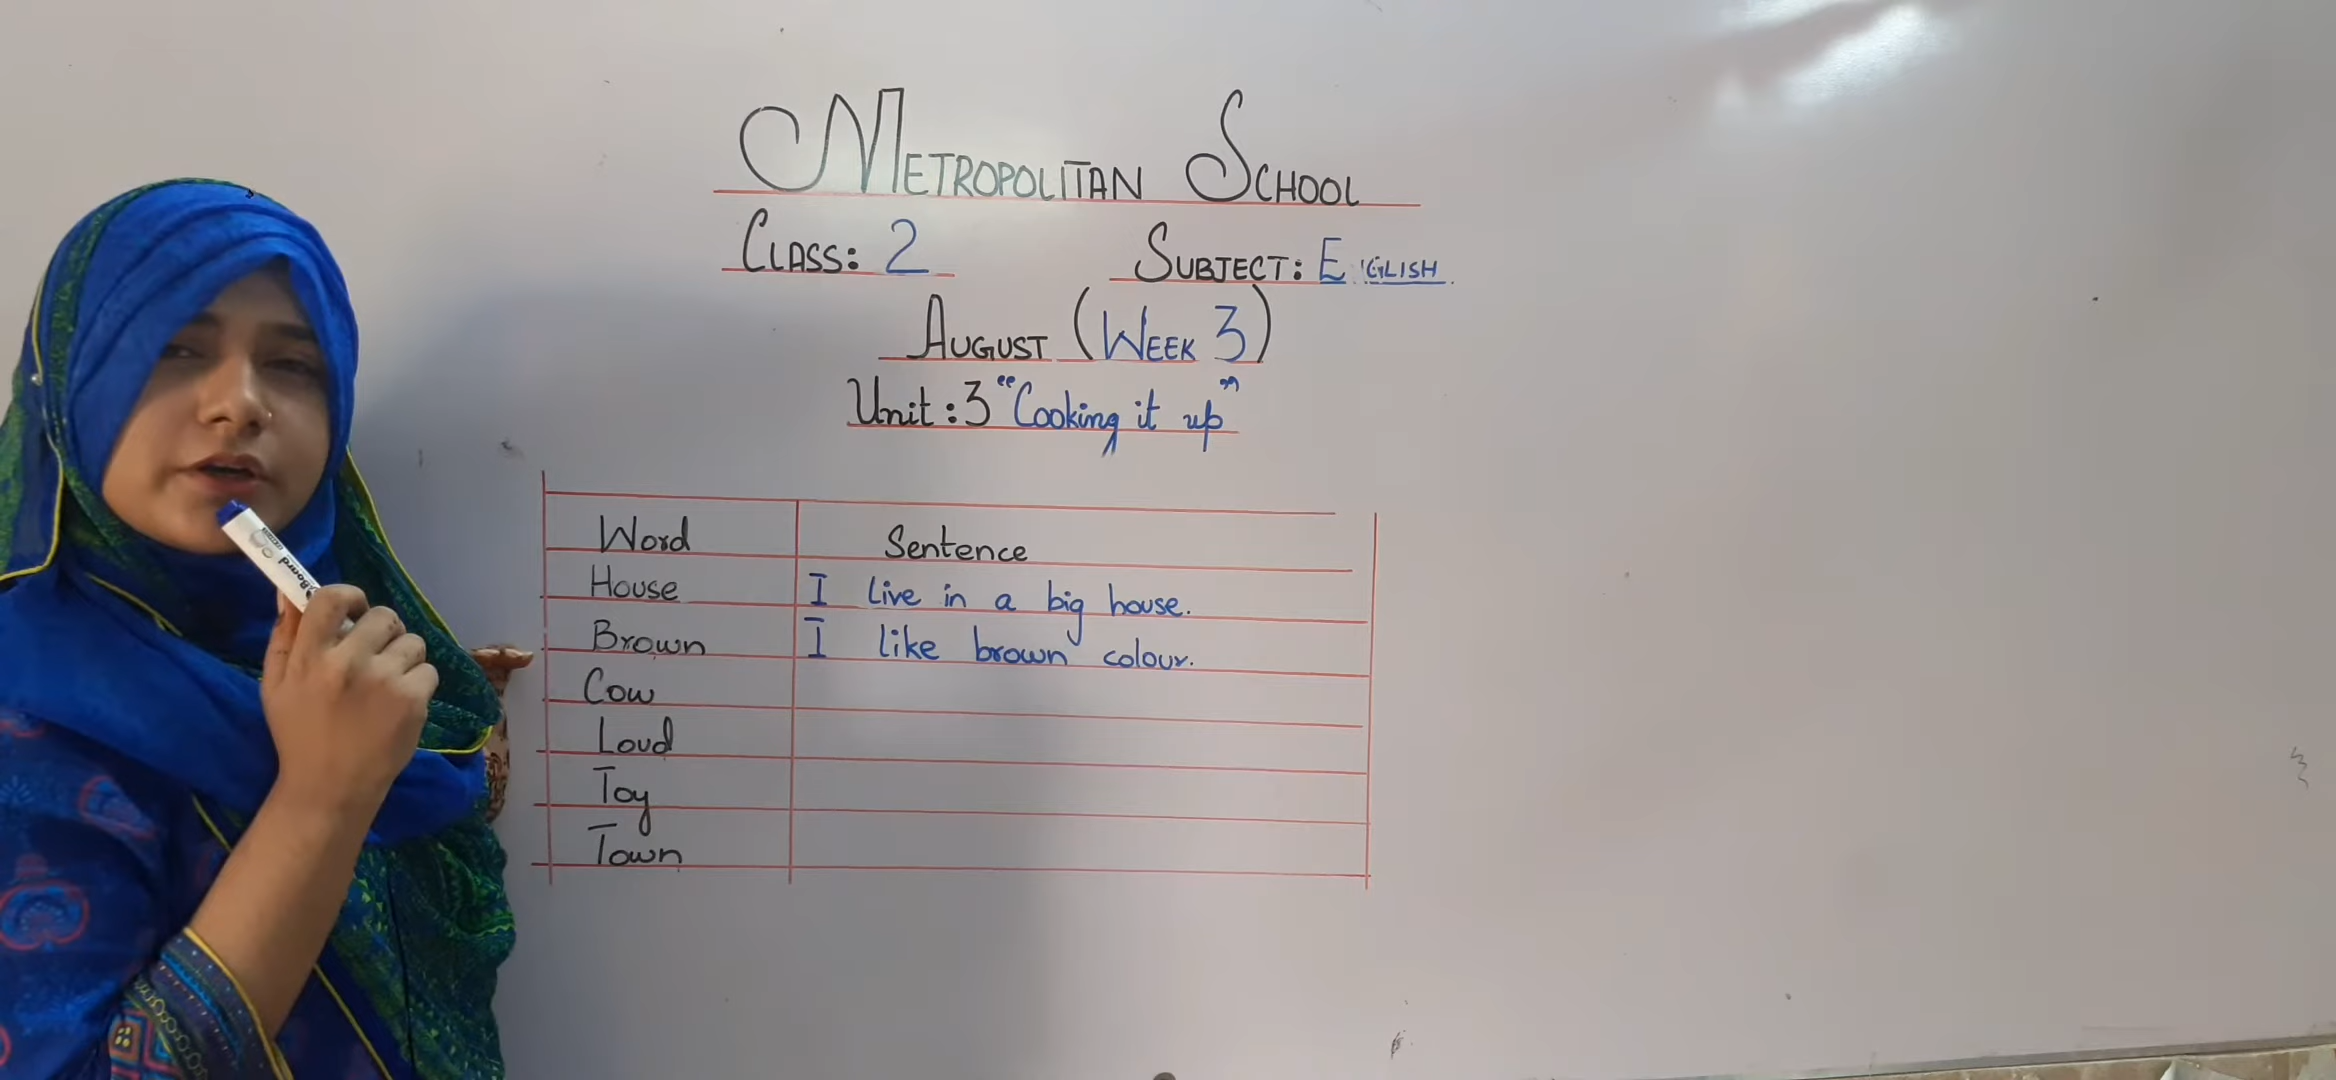 METROPOLITAN SCHOOL
CLASS: 2 SUBJECT: ENGLISH
AUGUST (WEEK 3)
Unit: 3 "Cooking it up"
Word Sentence
House I live in a big house.
Brown I like brown colour.
Cow
Loud
Toy
Town
Board